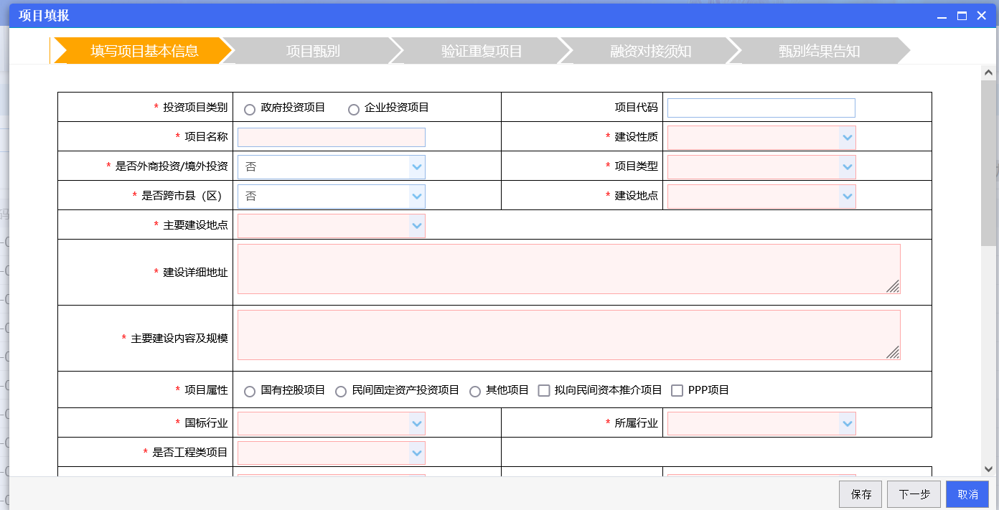 项目填报
填写项目基本信息 项目甄别 验证重复项目 融资对接须知 甄别结果告知
* 投资项目类别 政府投资项目 企业投资项目 项目代码
* 项目名称 * 建设性质
* 是否外商投资/境外投资 否 * 项目类型
* 是否跨市县（区） 否 * 建设地点
* 主要建设地点
* 建设详细地址
* 主要建设内容及规模
* 项目属性 国有控股项目 民间固定资产投资项目 其他项目 拟向民间资本推介项目 PPP项目
* 国标行业 * 所属行业
* 是否工程类项目
保存 下一步 取消